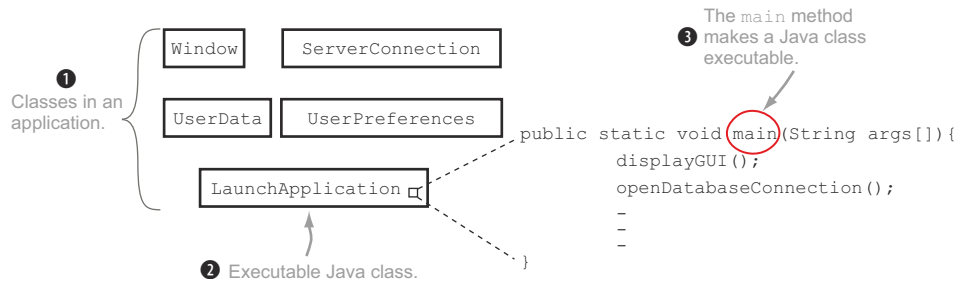 ❶
Classes in an
application.
Window
ServerConnection
UserData
UserPreferences
LaunchApplication
❷ Executable Java class.
The main method
❸ makes a Java class
executable.
public static void main(String args[]){
displayGUI();
openDatabaseConnection();
–
–
–
}